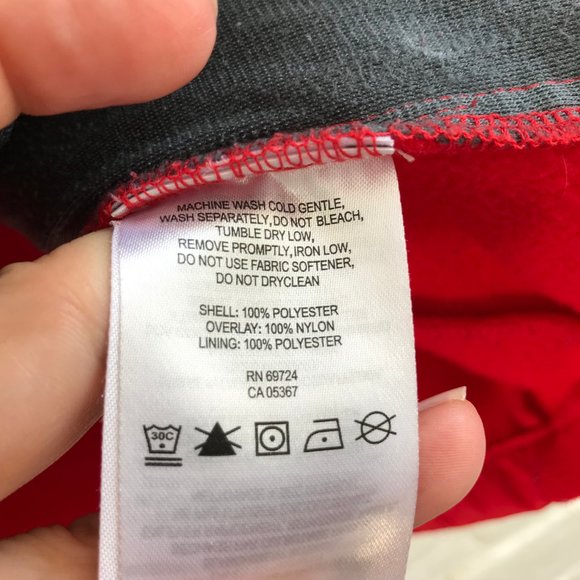 MACHINE WASH COLD GENTLE,
WASH SEPARATELY,DO NOT BLEACH,
TUMBLE DRY LOW,
REMOVE PROMPTLY,IRON LOW,
DO NOT USE FABRIC SOFTENER,
DO NOT DRYCLEAN
SHELL: 100% POLYESTER
OVERLAY: 100% NYLON
LINING: 100% POLYESTER
RN 69724
CA 05367
30C